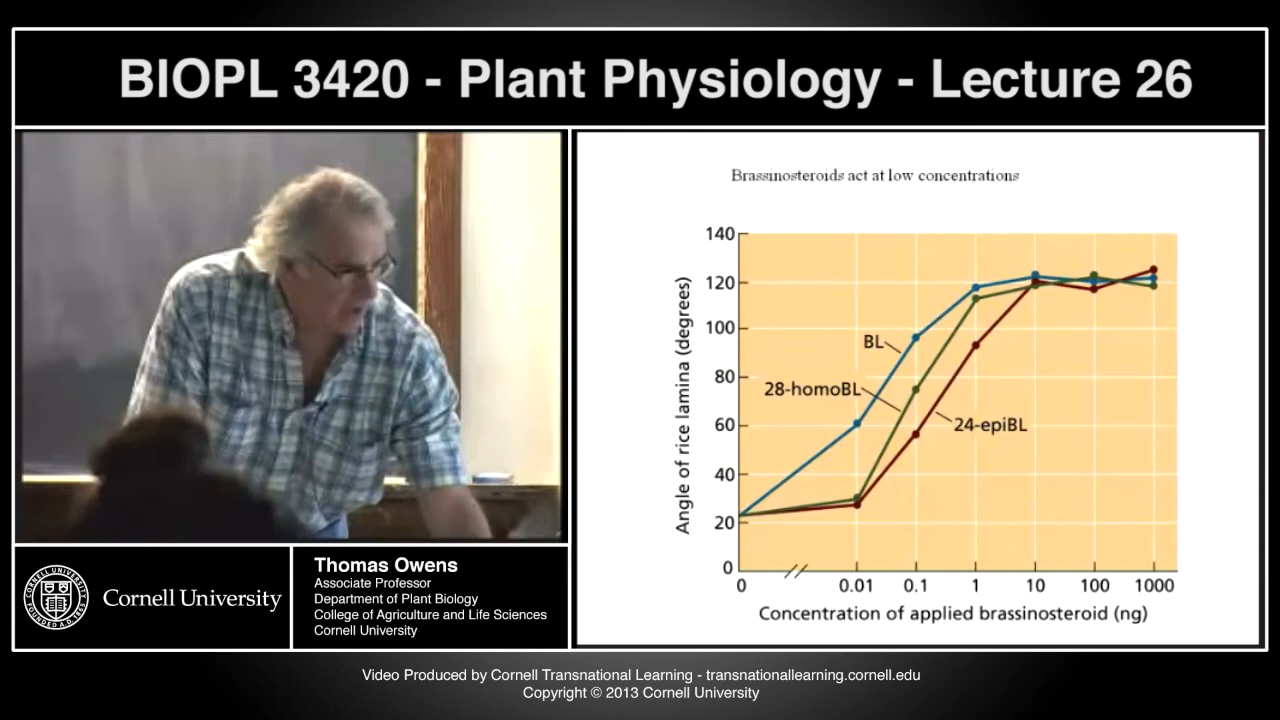 BIOPL 3420 - Plant Physiology - Lecture 26
Brassinosteroids act at low concentrations
Angle of rice lamina (degrees)
140
120
100
80
60
40
20
0
BL
28-homoBL
24-epiBL
0
0.01
0.1
1
10
100
1000
Concentration of applied brassinosteroid (ng)
Cornell University
Thomas Owens
Associate Professor
Department of Plant Biology
College of Agriculture and Life Sciences
Cornell University
Video Produced by Cornell Transnational Learning - transnationallearning.cornell.edu
Copyright © 2013 Cornell University